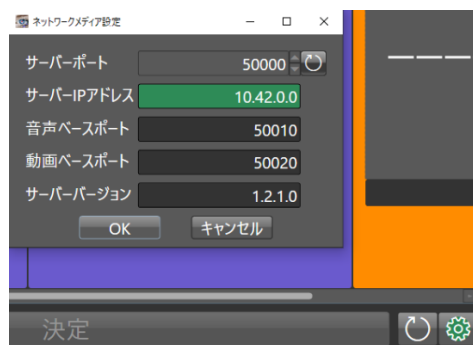 ネットワークメディア設定
サーバーポート 50000
サーバーIPアドレス 10.42.0.0
音声ベースポート 50010
動画ベースポート 50020
サーバーバージョン 1.2.1.0
OK キャンセル
決定